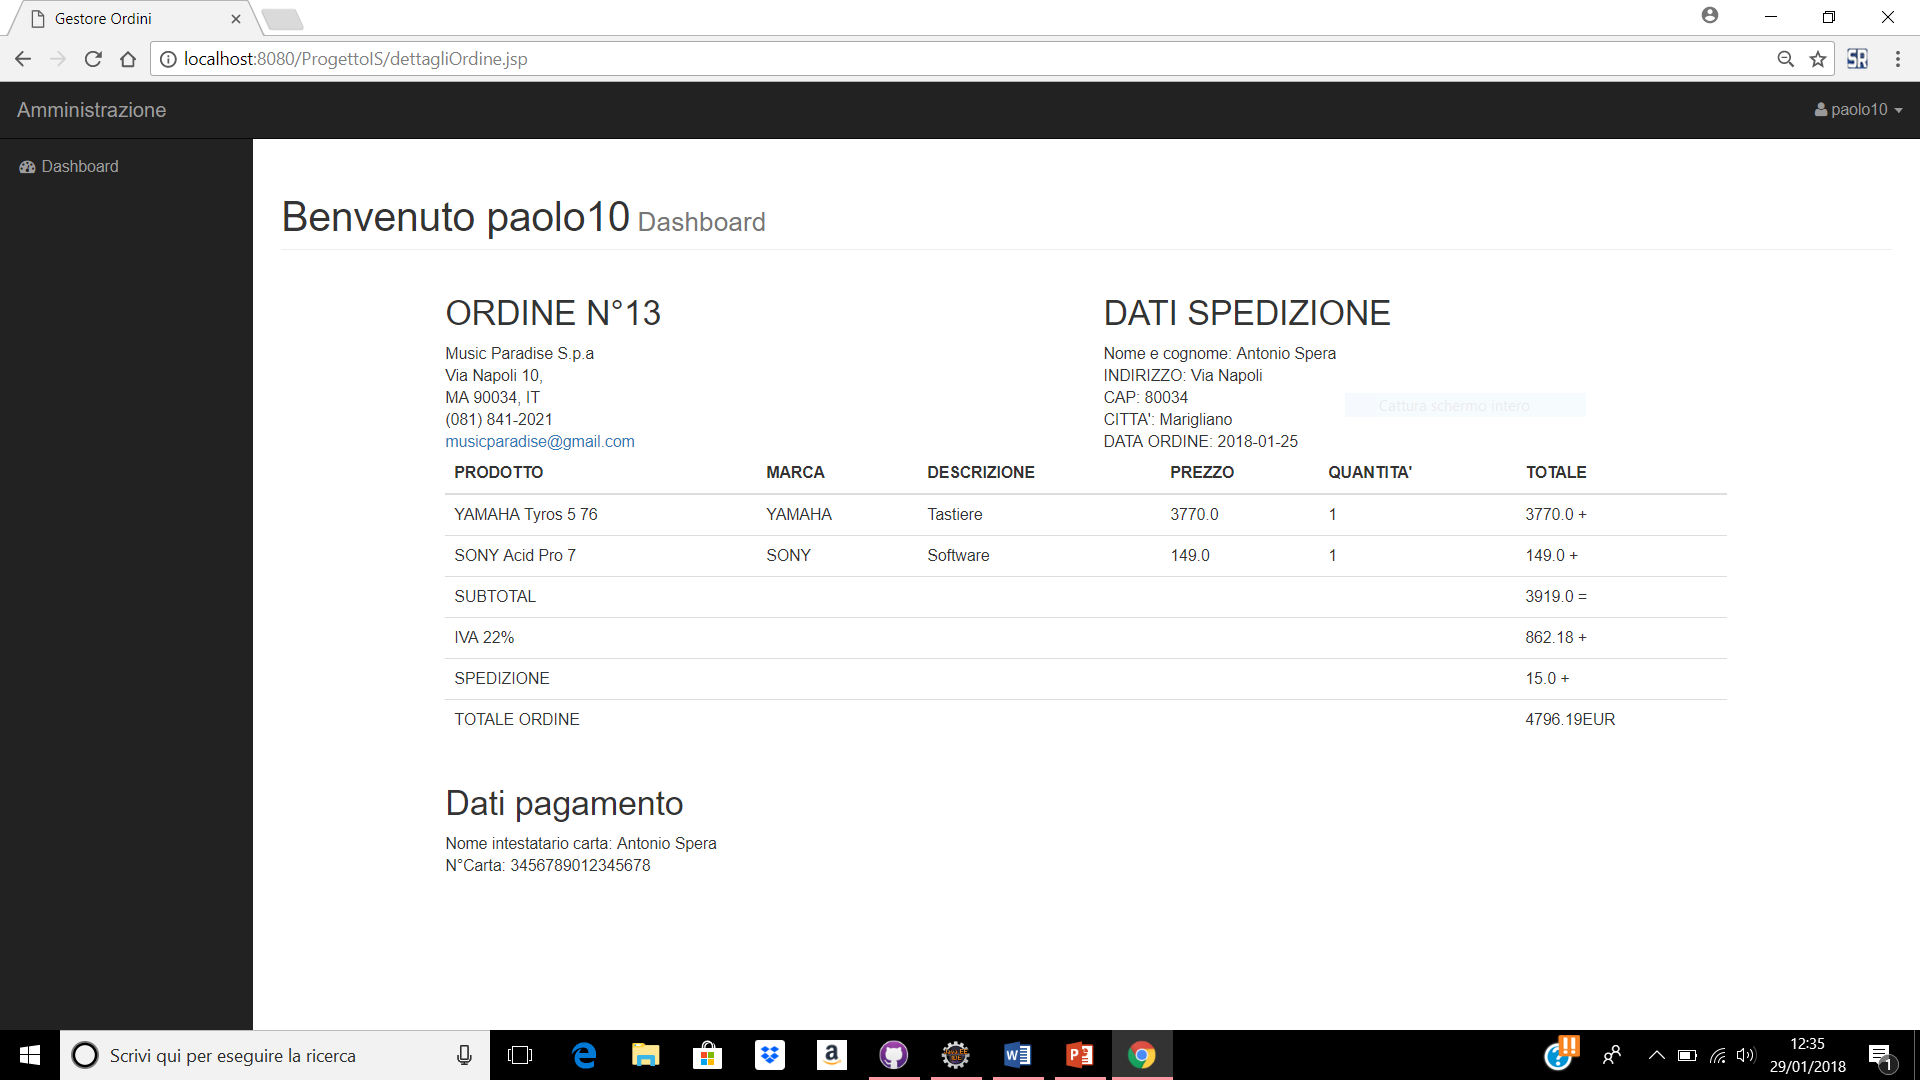 Gestore Ordini
localhost:8080/ProgettoIS/dettagliOrdine.jsp
SR
Amministrazione
paolo10
Dashboard
Benvenuto paolo10 Dashboard
ORDINE N°13
Music Paradise S.p.a
Via Napoli 10,
MA 90034, IT
(081) 841-2021
musicparadise@gmail.com
DATI SPEDIZIONE
Nome e cognome: Antonio Spera
INDIRIZZO: Via Napoli
CAP: 80034
CITTA': Marigliano
DATA ORDINE: 2018-01-25
Cattura schermo intero
PRODOTTO MARCA DESCRIZIONE PREZZO QUANTITA' TOTALE
YAMAHA Tyros 5 76 YAMAHA Tastiere 3770.0 1 3770.0 +
SONY Acid Pro 7 SONY Software 149.0 1 149.0 +
SUBTOTAL 3919.0 =
IVA 22% 862.18 +
SPEDIZIONE 15.0 +
TOTALE ORDINE 4796.19EUR
Dati pagamento
Nome intestatario carta: Antonio Spera
N°Carta: 3456789012345678
Scrivi qui per eseguire la ricerca
12:35
29/01/2018
1